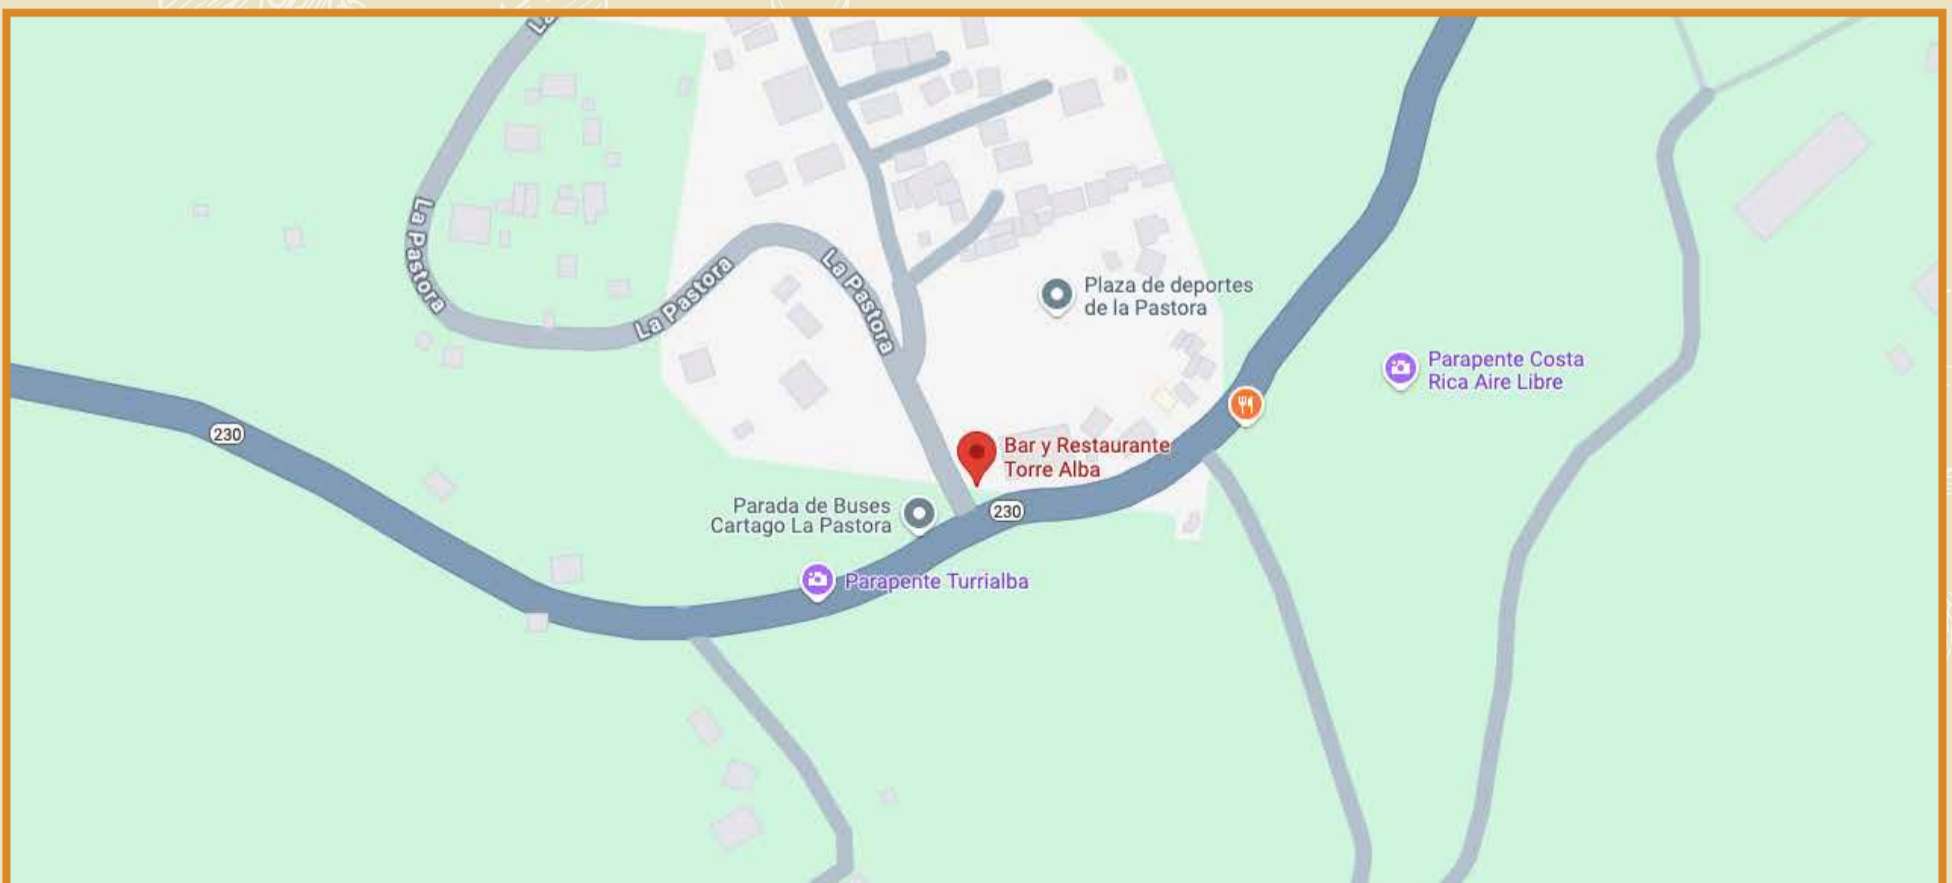 La Pastora
Plaza de deportes
de la Pastora
La Pastora
La Pastora
Parapente Costa
Rica Aire Libre
230
Bar y Restaurante
Torre Alba
Parada de Buses
Cartago La Pastora
230
Parapente Turrialba